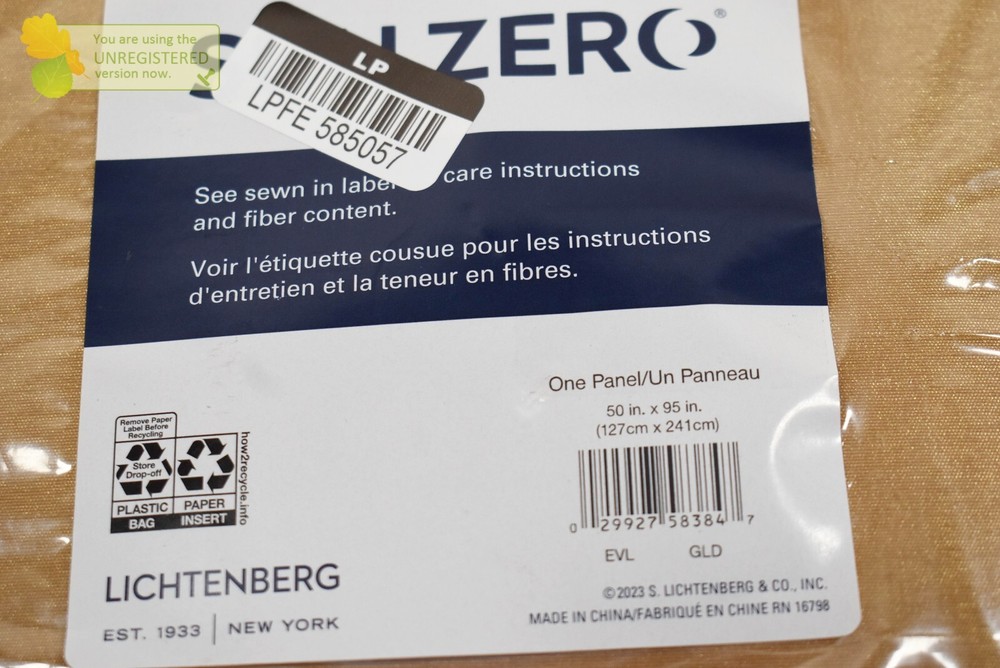 You are using the
UNREGISTERED
version now.
ZERO®
LP
LPFE 585057
See sewn in label care instructions
and fiber content.
Voir l'étiquette cousue pour les instructions
d'entretien et la teneur en fibres.
One Panel/Un Panneau
50 in. x 95 in.
(127cm x 241cm)
0 29927 58384 7
EVL GLD
Remove Paper
Label Before
Recycling
Store
Drop-off
PLASTIC PAPER
BAG INSERT
how2recycle.info
LICHTENBERG
EST. 1933 | NEW YORK
©2023 S. LICHTENBERG & CO., INC.
MADE IN CHINA/FABRIQUÉ EN CHINE RN 16798